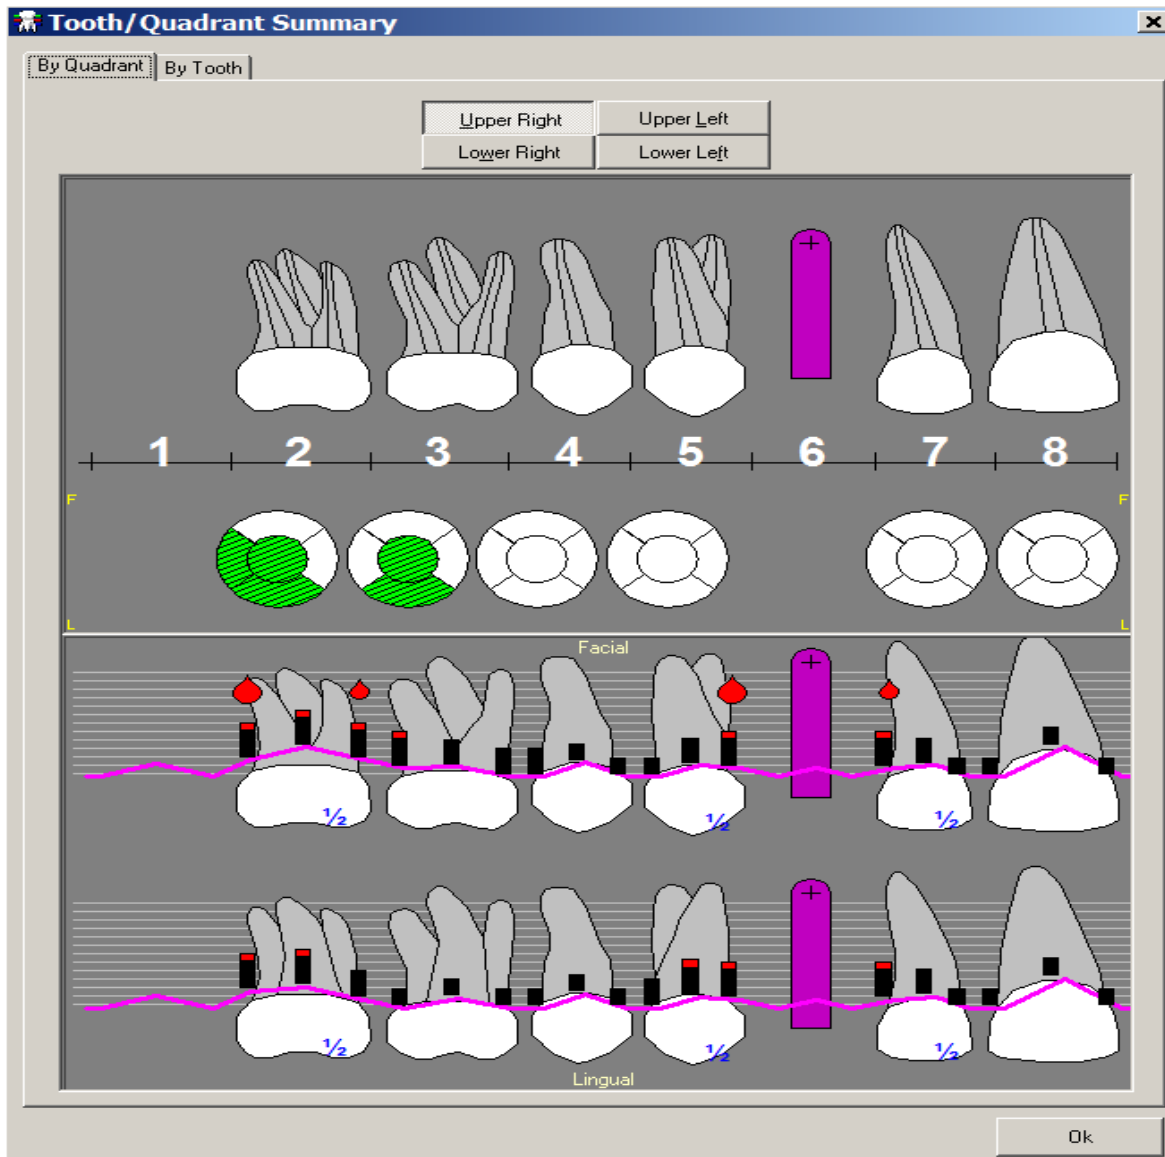 Tooth/Quadrant Summary
By Quadrant By Tooth
Upper Right Upper Left
Lower Right Lower Left
1 2 3 4 5 6 7 8
F F
L L
Facial
½ ½ ½
½ ½ ½
Lingual
Ok